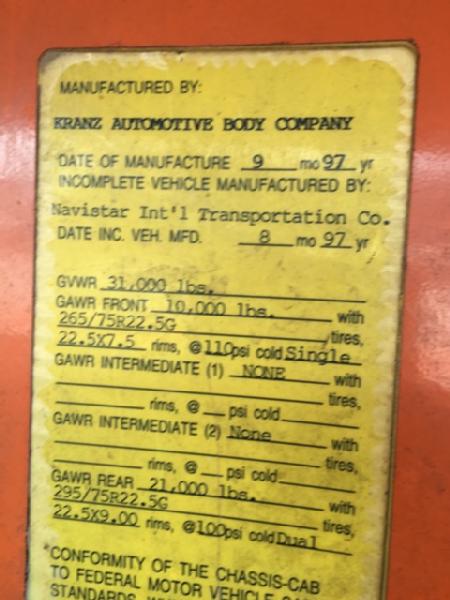 MANUFACTURED BY:
KRANZ AUTOMOTIVE BODY COMPANY
DATE OF MANUFACTURE 9 mo 97 yr
INCOMPLETE VEHICLE MANUFACTURED BY:
Navistar Int'l Transportation Co.
DATE INC. VEH. MFD. 8 mo 97 yr
GVWR 31,000 lbs.
GAWR FRONT 10,000 lbs. with
265/75R22.5G tires,
22.5X7.5 rims, @110psi cold Single
GAWR INTERMEDIATE (1) NONE with
tires,
rims, @ psi cold
GAWR INTERMEDIATE (2) None with
tires,
rims, @ psi cold
GAWR REAR 21,000 lbs. with
295/75R22.5G tires,
22.5X9.00 rims, @100psi cold Dual
*CONFORMITY OF THE CHASSIS-CAB
TO FEDERAL MOTOR VEHICLE
STANDARDS,